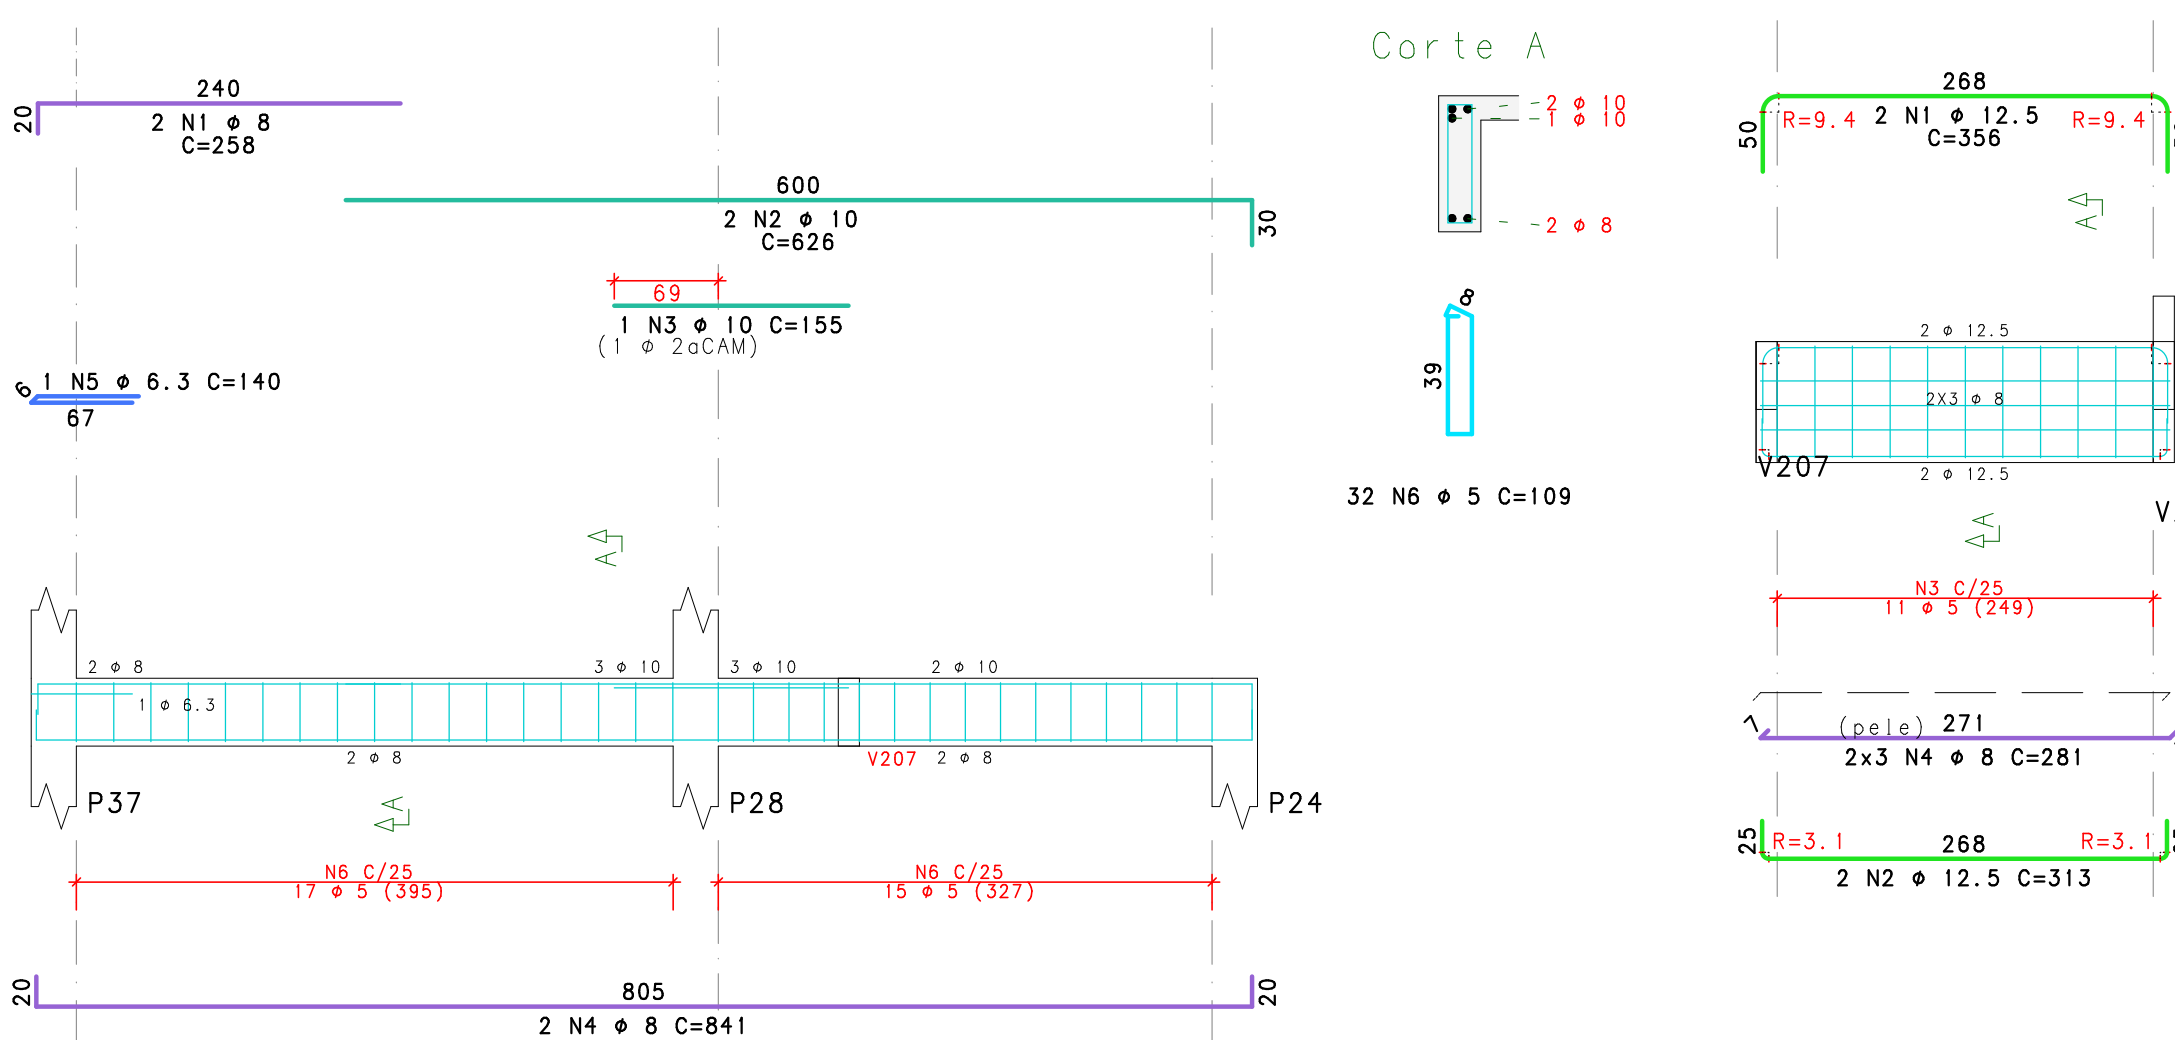 240
20
2 N1 ϕ 8
C=258
600
2 N2 ϕ 10
C=626
30
69
1 N3 ϕ 10 C=155
(1 ϕ 2aCAM)
6
1 N5 ϕ 6.3 C=140
67
A
2 ϕ 8
3 ϕ 10
3 ϕ 10
2 ϕ 10
1 ϕ 6.3
2 ϕ 8
V207
2 ϕ 8
P37
A
P28
P24
N6 C/25
17 ϕ 5 (395)
N6 C/25
15 ϕ 5 (327)
20
805
20
2 N4 ϕ 8 C=841
Corte A
2 ϕ 10
1 ϕ 10
2 ϕ 8
8
39
32 N6 ϕ 5 C=109
268
50
R=9.4
2 N1 ϕ 12.5
R=9.4
C=356
A
2 ϕ 12.5
2X3 ϕ 8
V207
2 ϕ 12.5
A
N3 C/25
11 ϕ 5 (249)
7
(pele)
271
2x3 N4 ϕ 8 C=281
25
R=3.1
268
R=3.1
2 N2 ϕ 12.5 C=313